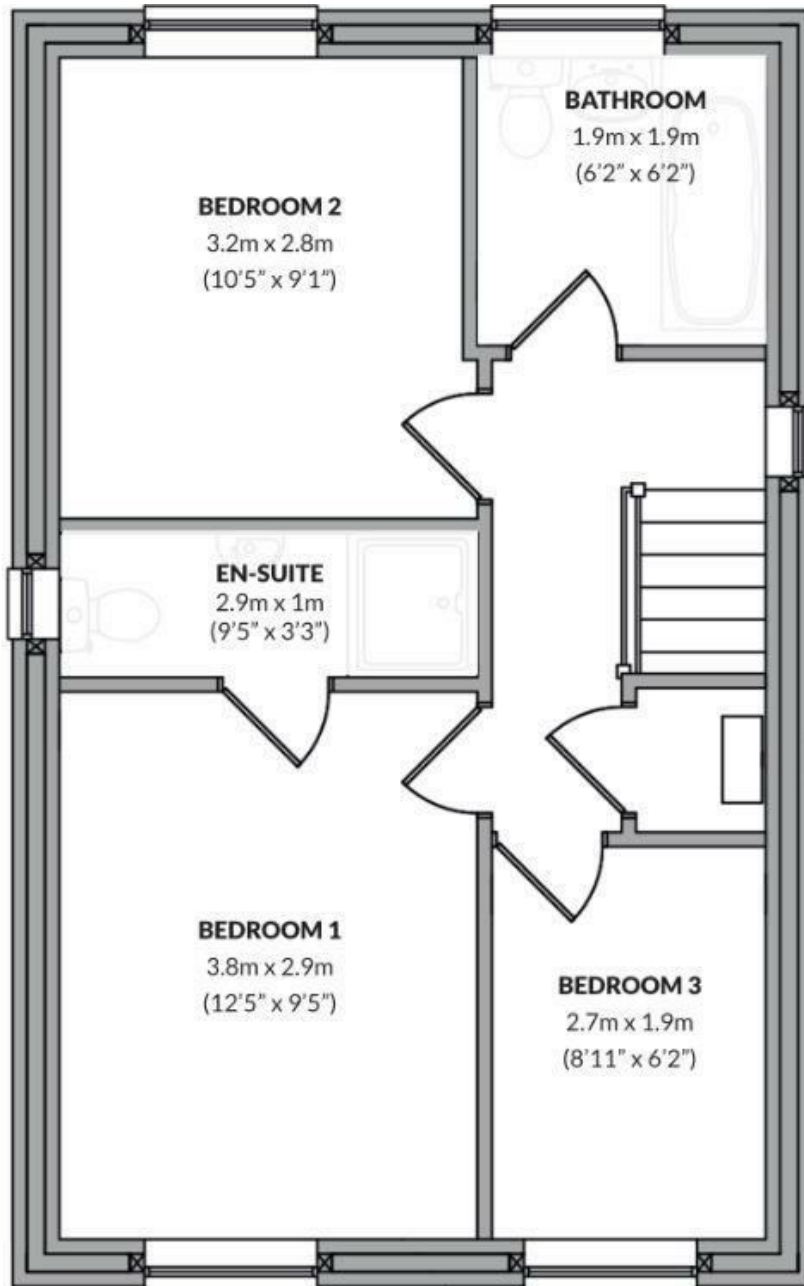 BATHROOM
1.9m x 1.9m
(6'2” x 6'2”)
BEDROOM 2
3.2m x 2.8m
(10'5” x 9'1”)
EN-SUITE
2.9m x 1m
(9'5” x 3'3”)
BEDROOM 1
3.8m x 2.9m
(12'5” x 9'5”)
BEDROOM 3
2.7m x 1.9m
(8'11” x 6'2”)